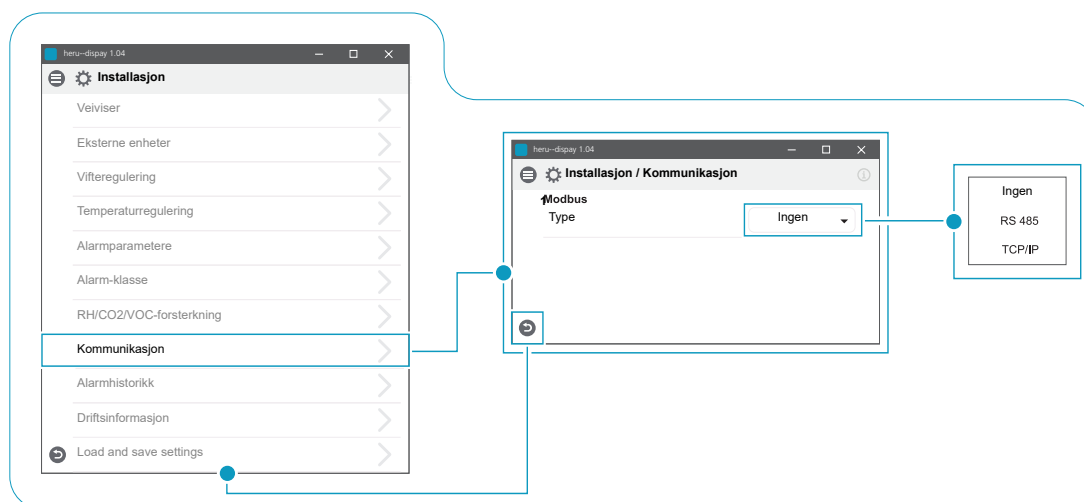 heru--dispay 1.04
Installasjon
Veiviser
Eksterne enheter
Vifteregulering
Temperaturregulering
Alarmparametere
Alarm-klasse
RH/CO2/VOC-forsterkning
Kommunikasjon
Alarmhistorikk
Driftsinformasjon
Load and save settings
heru--dispay 1.04
Installasjon / Kommunikasjon
1Modbus
Type Ingen
Ingen
RS 485
TCP/IP